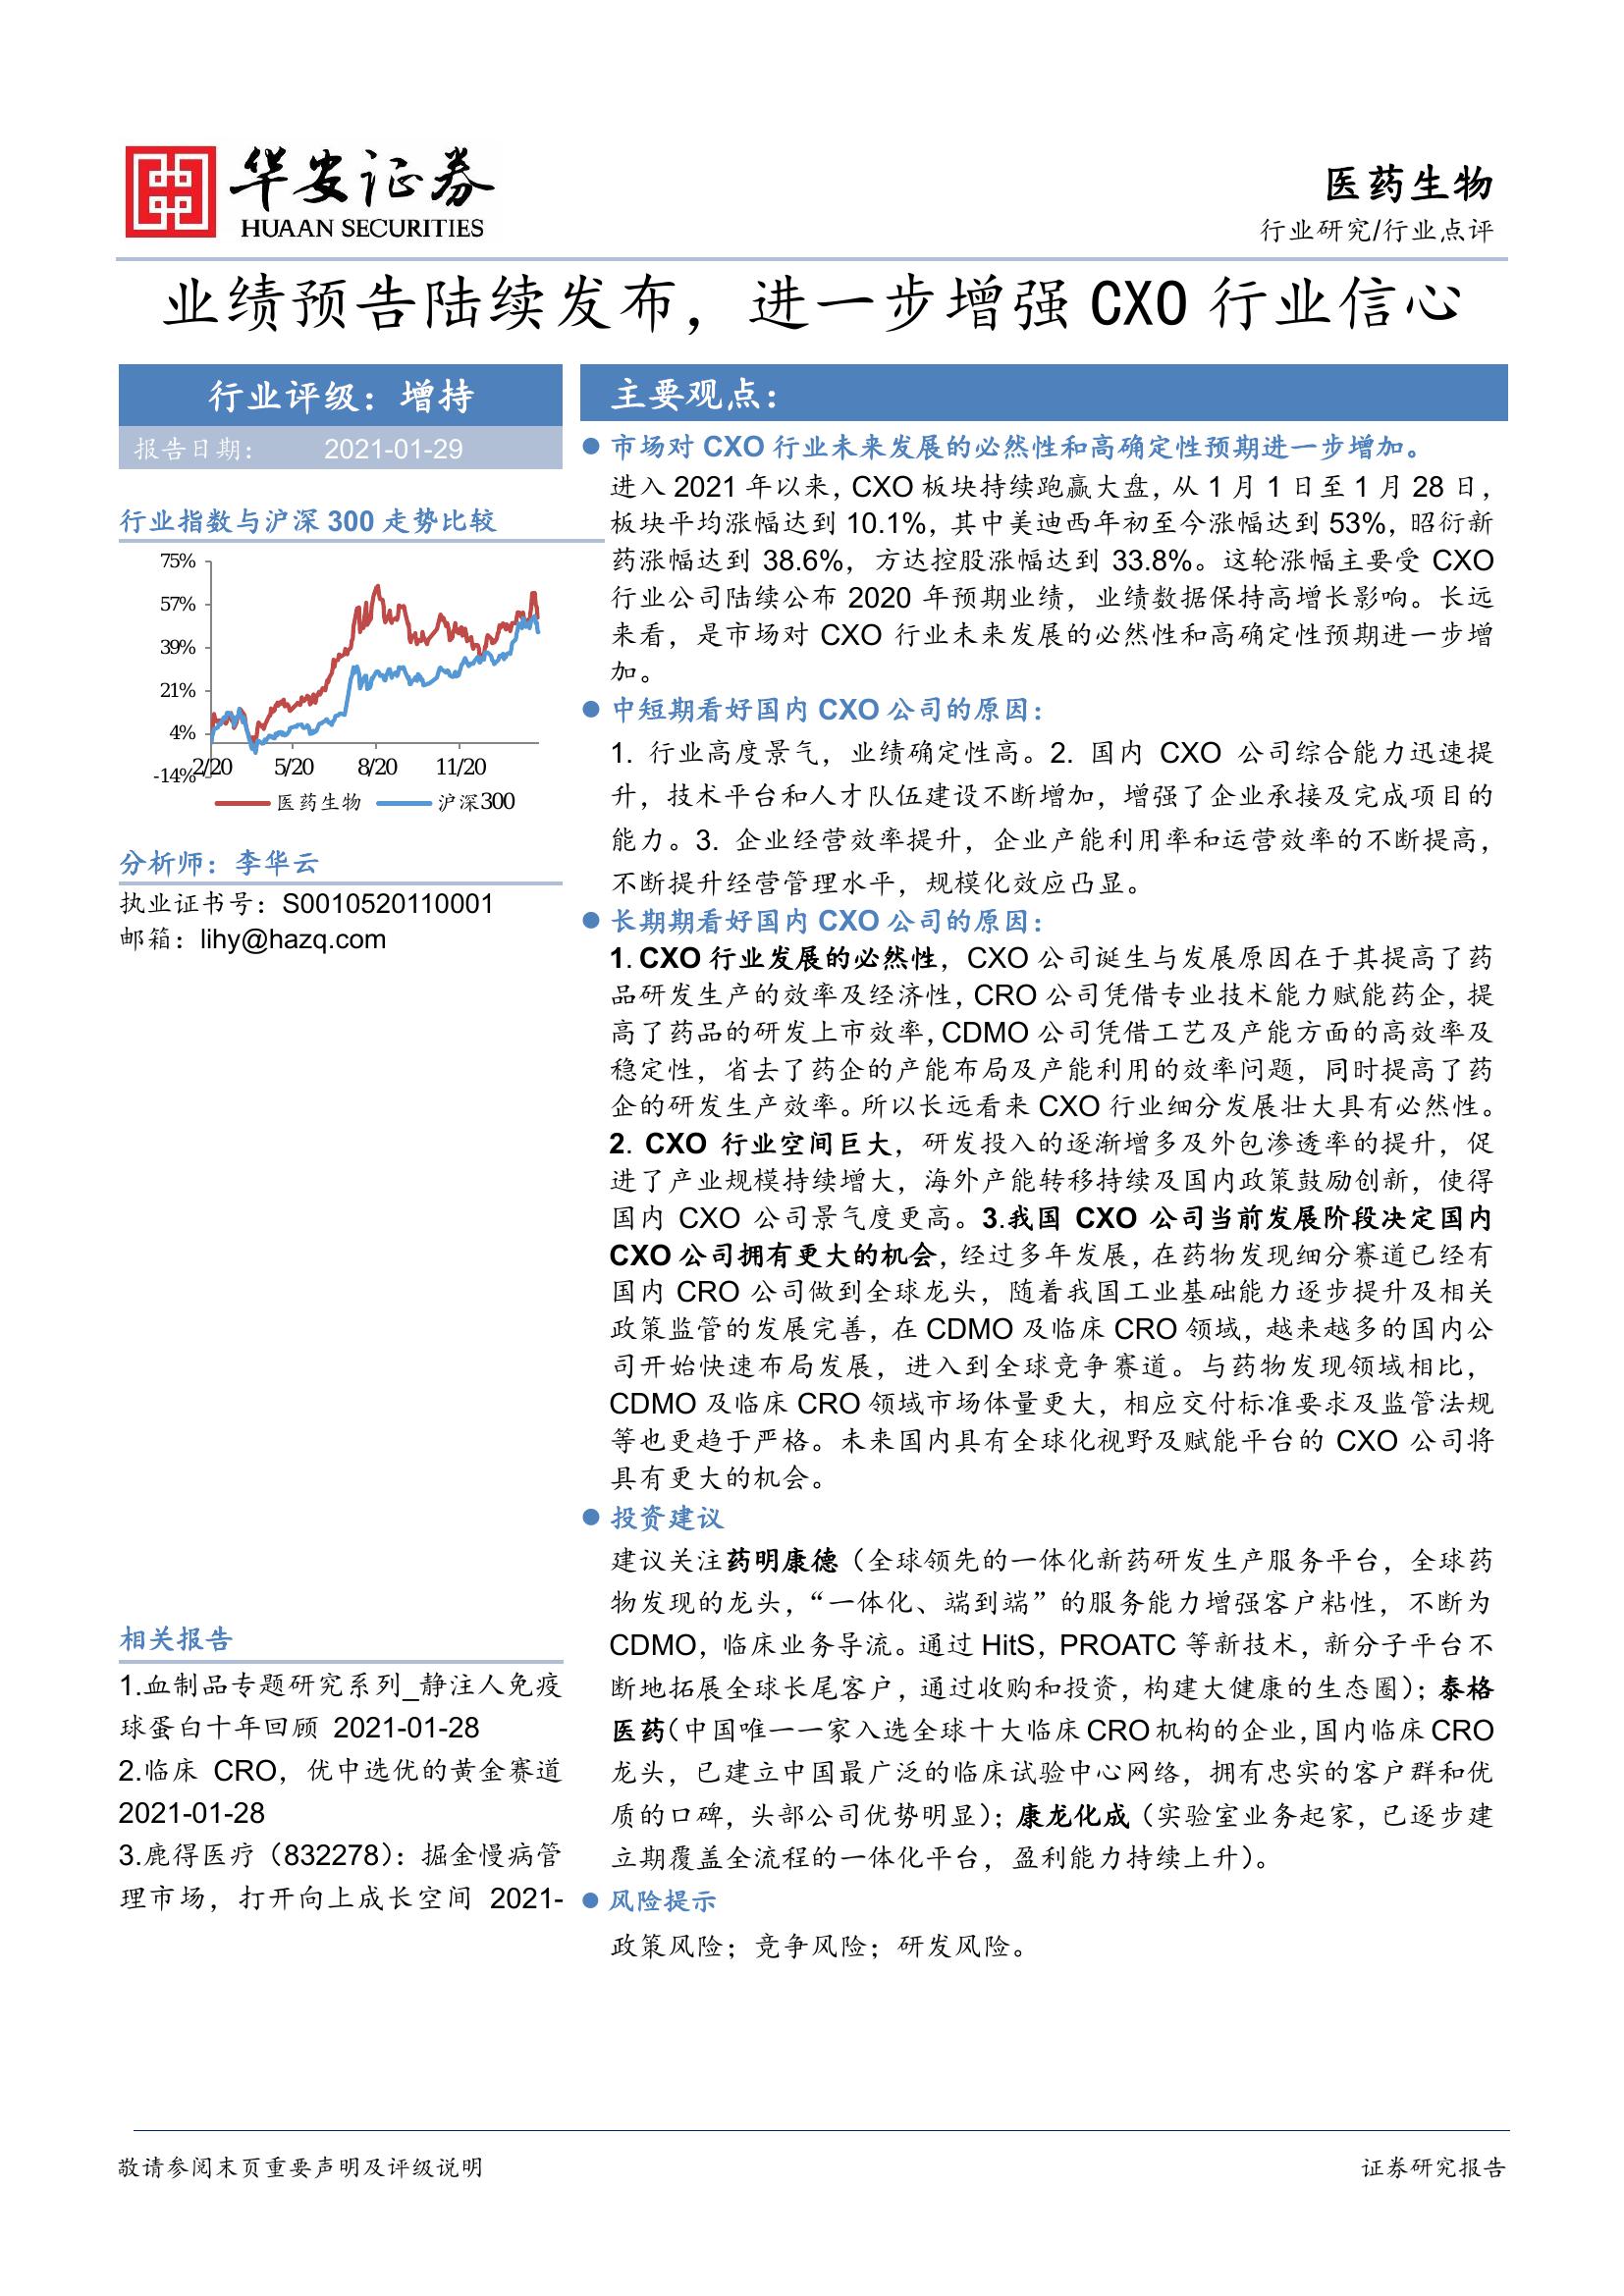 华安证券
HUAAN SECURITIES
医药生物
行业研究/行业点评
业绩预告陆续发布，进一步增强 CXO 行业信心
行业评级：增持
报告日期： 2021-01-29
行业指数与沪深 300 走势比较
75%
57%
39%
21%
4%
-14%
2/20 5/20 8/20 11/20
医药生物 沪深300
分析师：李华云
执业证书号：S0010520110001
邮箱：lihy@hazq.com
相关报告
1.血制品专题研究系列_静注人免疫
球蛋白十年回顾 2021-01-28
2.临床 CRO，优中选优的黄金赛道
2021-01-28
3.鹿得医疗（832278）：掘金慢病管
理市场，打开向上成长空间 2021-
主要观点：
● 市场对 CXO 行业未来发展的必然性和高确定性预期进一步增加。
进入 2021 年以来，CXO 板块持续跑赢大盘，从 1 月 1 日至 1 月 28 日，
板块平均涨幅达到 10.1%，其中美迪西年初至今涨幅达到 53%，昭衍新
药涨幅达到 38.6%，方达控股涨幅达到 33.8%。这轮涨幅主要受 CXO
行业公司陆续公布 2020 年预期业绩，业绩数据保持高增长影响。长远
来看，是市场对 CXO 行业未来发展的必然性和高确定性预期进一步增
加。
● 中短期看好国内 CXO 公司的原因：
1. 行业高度景气，业绩确定性高。2. 国内 CXO 公司综合能力迅速提
升，技术平台和人才队伍建设不断增加，增强了企业承接及完成项目的
能力。3. 企业经营效率提升，企业产能利用率和运营效率的不断提高，
不断提升经营管理水平，规模化效应凸显。
● 长期期看好国内 CXO 公司的原因：
1. CXO 行业发展的必然性，CXO 公司诞生与发展原因在于其提高了药
品研发生产的效率及经济性，CRO 公司凭借专业技术能力赋能药企，提
高了药品的研发上市效率，CDMO 公司凭借工艺及产能方面的高效率及
稳定性，省去了药企的产能布局及产能利用的效率问题，同时提高了药
企的研发生产效率。所以长远看来 CXO 行业细分发展壮大具有必然性。
2. CXO 行业空间巨大，研发投入的逐渐增多及外包渗透率的提升，促
进了产业规模持续增大，海外产能转移持续及国内政策鼓励创新，使得
国内 CXO 公司景气度更高。3.我国 CXO 公司当前发展阶段决定国内
CXO 公司拥有更大的机会，经过多年发展，在药物发现细分赛道已经有
国内 CRO 公司做到全球龙头，随着我国工业基础能力逐步提升及相关
政策监管的发展完善，在 CDMO 及临床 CRO 领域，越来越多的国内公
司开始快速布局发展，进入到全球竞争赛道。与药物发现领域相比，
CDMO 及临床 CRO 领域市场体量更大，相应交付标准要求及监管法规
等也更趋于严格。未来国内具有全球化视野及赋能平台的 CXO 公司将
具有更大的机会。
● 投资建议
建议关注药明康德（全球领先的一体化新药研发生产服务平台，全球药
物发现的龙头，“一体化、端到端”的服务能力增强客户粘性，不断为
CDMO，临床业务导流。通过 HitS，PROATC 等新技术，新分子平台不
断地拓展全球长尾客户，通过收购和投资，构建大健康的生态圈）；泰格
医药（中国唯一一家入选全球十大临床 CRO 机构的企业，国内临床 CRO
龙头，已建立中国最广泛的临床试验中心网络，拥有忠实的客户群和优
质的口碑，头部公司优势明显）；康龙化成（实验室业务起家，已逐步建
立期覆盖全流程的一体化平台，盈利能力持续上升）。
● 风险提示
政策风险；竞争风险；研发风险。
敬请参阅末页重要声明及评级说明 证券研究报告